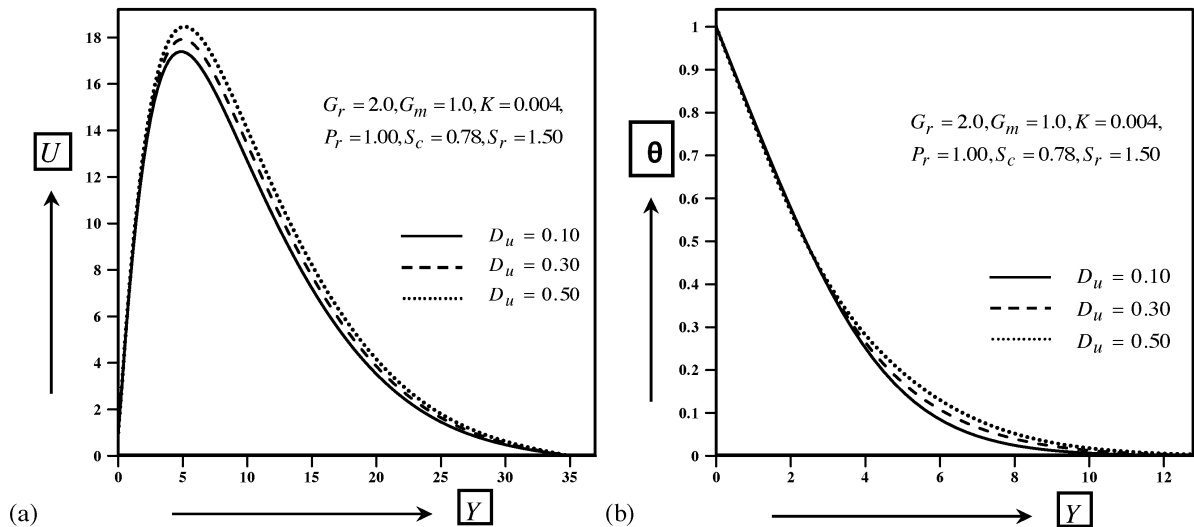 18
16
14
12
10
8
6
4
2
0
0 5 10 15 20 25 30 35
U
Y
G_r = 2.0, G_m = 1.0, K = 0.004,
P_r = 1.00, S_c = 0.78, S_r = 1.50
D_u = 0.10
D_u = 0.30
D_u = 0.50
(a)
1
0.9
0.8
0.7
0.6
0.5
0.4
0.3
0.2
0.1
0
0 2 4 6 8 10 12
θ
Y
G_r = 2.0, G_m = 1.0, K = 0.004,
P_r = 1.00, S_c = 0.78, S_r = 1.50
D_u = 0.10
D_u = 0.30
D_u = 0.50
(b)